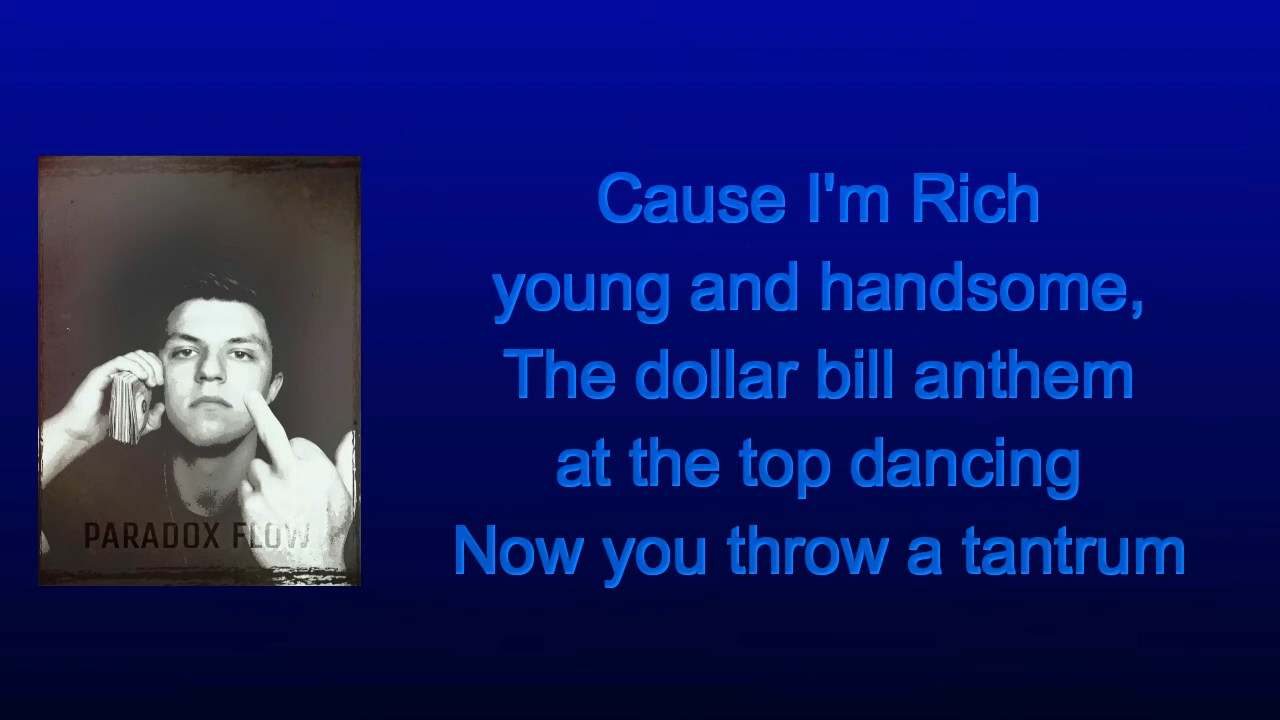 Cause I'm Rich
young and handsome,
The dollar bill anthem
at the top dancing
Now you throw a tantrum
PARADOX FLOW